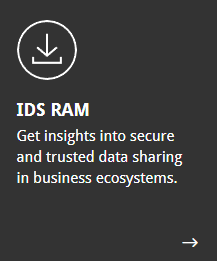 IDS RAM
Get insights into secure
and trusted data sharing
in business ecosystems.